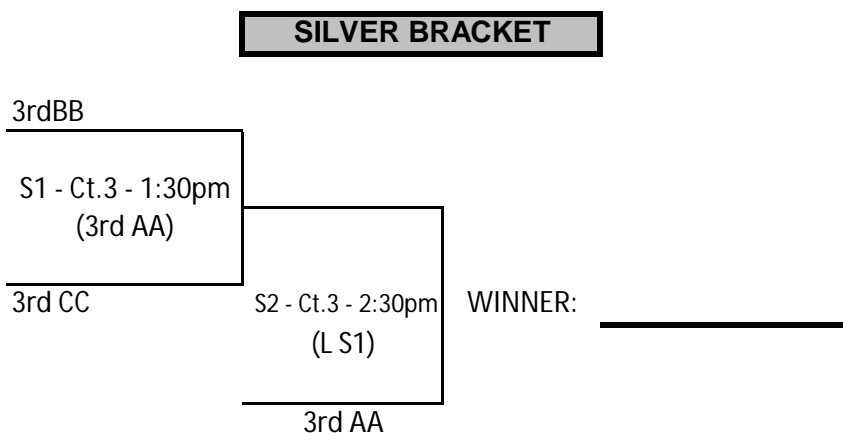 SILVER BRACKET
3rdBB
S1 - Ct.3 - 1:30pm
(3rd AA)
3rd CC
S2 - Ct.3 - 2:30pm
(L S1)
WINNER:
3rd AA